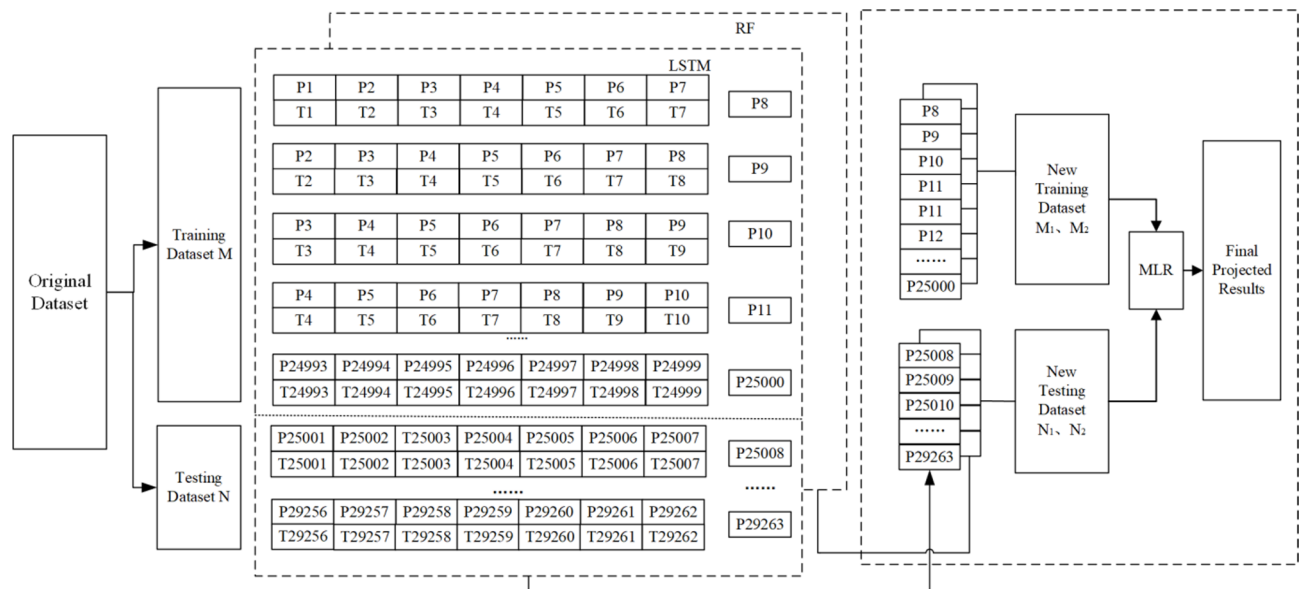 Original
Dataset
Training
Dataset M
Testing
Dataset N
RF
LSTM
P1 P2 P3 P4 P5 P6 P7
T1 T2 T3 T4 T5 T6 T7
P8
P2 P3 P4 P5 P6 P7 P8
T2 T3 T4 T5 T6 T7 T8
P9
P3 P4 P5 P6 P7 P8 P9
T3 T4 T5 T6 T7 T8 T9
P10
P4 P5 P6 P7 P8 P9 P10
T4 T5 T6 T7 T8 T9 T10
P11
......
P24993 P24994 P24995 P24996 P24997 P24998 P24999
T24993 T24994 T24995 T24996 T24997 T24998 T24999
P25000
P25001 P25002 T25003 P25004 P25005 P25006 P25007
T25001 T25002 T25003 T25004 T25005 T25006 T25007
P25008
......
......
P29256 P29257 P29258 P29259 P29260 P29261 P29262
T29256 T29257 T29258 T29259 T29260 T29261 T29262
P29263
P8
P9
P10
P11
P11
P12
......
P25000
P25008
P25009
P25010
......
P29263
New
Training
Dataset
M₁、M₂
New
Testing
Dataset
N₁、N₂
MLR
Final
Projected
Results